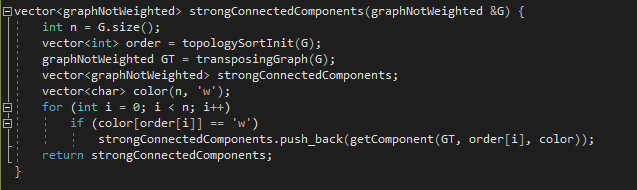 vector<graphNotWeighted> strongConnectedComponents(graphNotWeighted &G) {
    int n = G.size();
    vector<int> order = topologySortInit(G);
    graphNotWeighted GT = transposingGraph(G);
    vector<graphNotWeighted> strongConnectedComponents;
    vector<char> color(n, 'w');
    for (int i = 0; i < n; i++)
        if (color[order[i]] == 'w')
            strongConnectedComponents.push_back(getComponent(GT, order[i], color));
    return strongConnectedComponents;
}